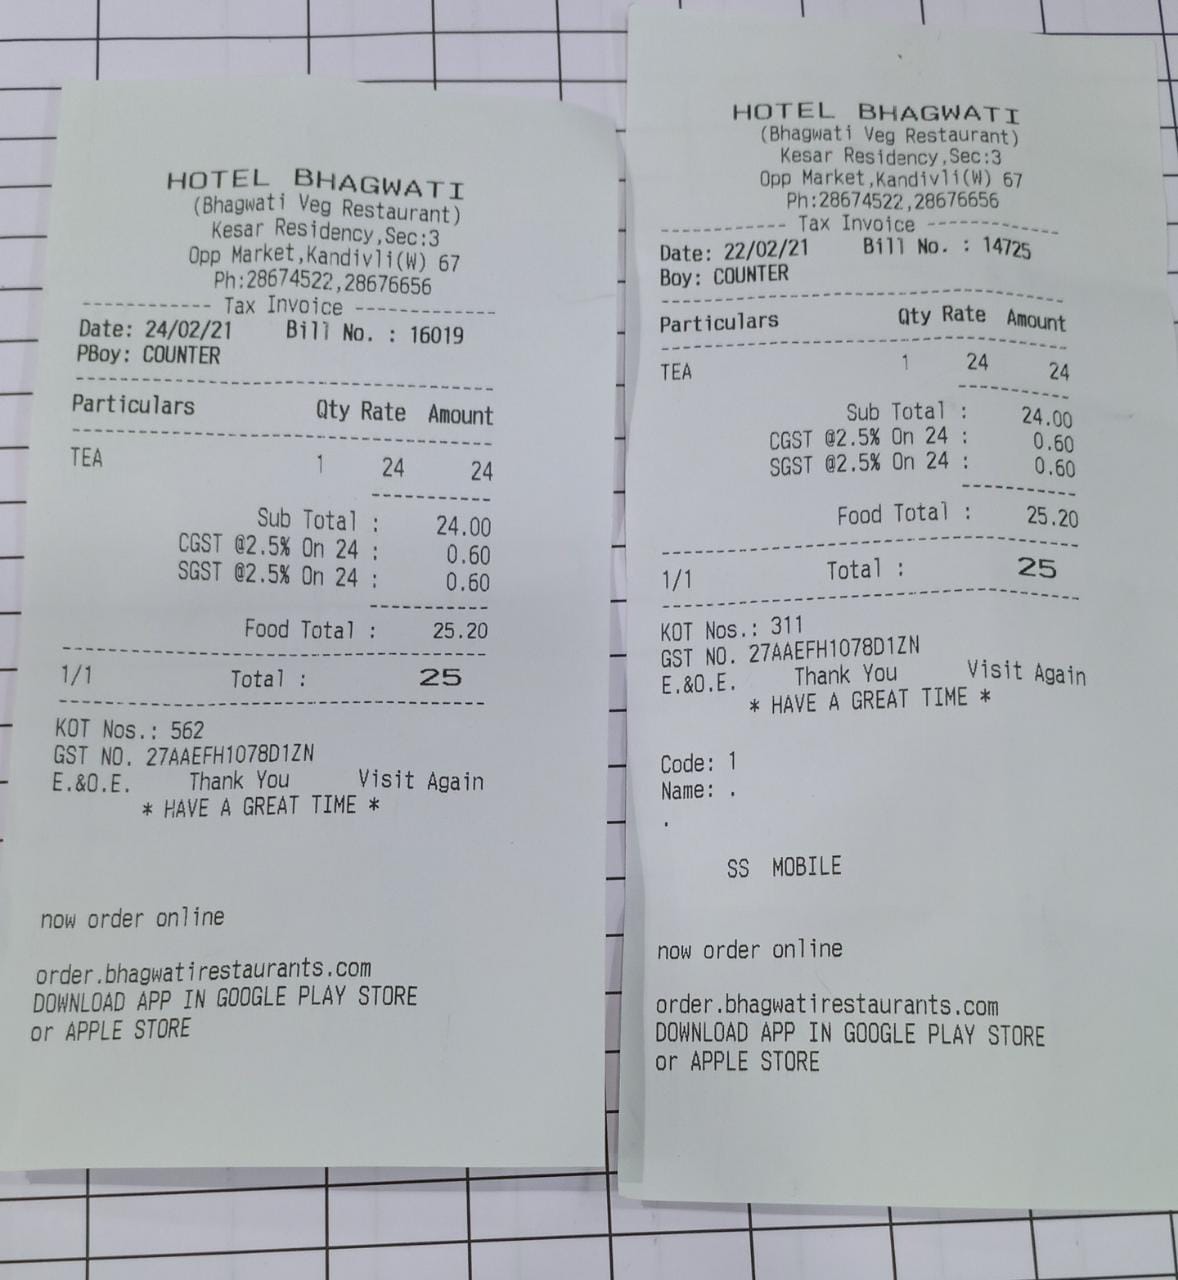 HOTEL BHAGWATI
(Bhagwati Veg Restaurant)
Kesar Residency,Sec:3
Opp Market,Kandivli(W) 67
Ph:28674522,28676656
----------- Tax Invoice ------------
Date: 24/02/21 Bill No. : 16019
PBoy: COUNTER
Particulars Qty Rate Amount
TEA 1 24 24
Sub Total : 24.00
CGST @2.5% On 24 : 0.60
SGST @2.5% On 24 : 0.60
Food Total : 25.20
1/1 Total : 25
KOT Nos.: 562
GST NO. 27AAEFH1078D1ZN
E.&O.E. Thank You Visit Again
* HAVE A GREAT TIME *
now order online
order.bhagwatirestaurants.com
DOWNLOAD APP IN GOOGLE PLAY STORE
or APPLE STORE
HOTEL BHAGWATI
(Bhagwati Veg Restaurant)
Kesar Residency,Sec:3
Opp Market,Kandivli(W) 67
Ph:28674522,28676656
----------- Tax Invoice ------------
Date: 22/02/21 Bill No. : 14725
Boy: COUNTER
Particulars Qty Rate Amount
TEA 1 24 24
Sub Total : 24.00
CGST @2.5% On 24 : 0.60
SGST @2.5% On 24 : 0.60
Food Total : 25.20
1/1 Total : 25
KOT Nos.: 311
GST NO. 27AAEFH1078D1ZN
E.&O.E. Thank You Visit Again
* HAVE A GREAT TIME *
Code: 1
Name: .
.
SS MOBILE
now order online
order.bhagwatirestaurants.com
DOWNLOAD APP IN GOOGLE PLAY STORE
or APPLE STORE